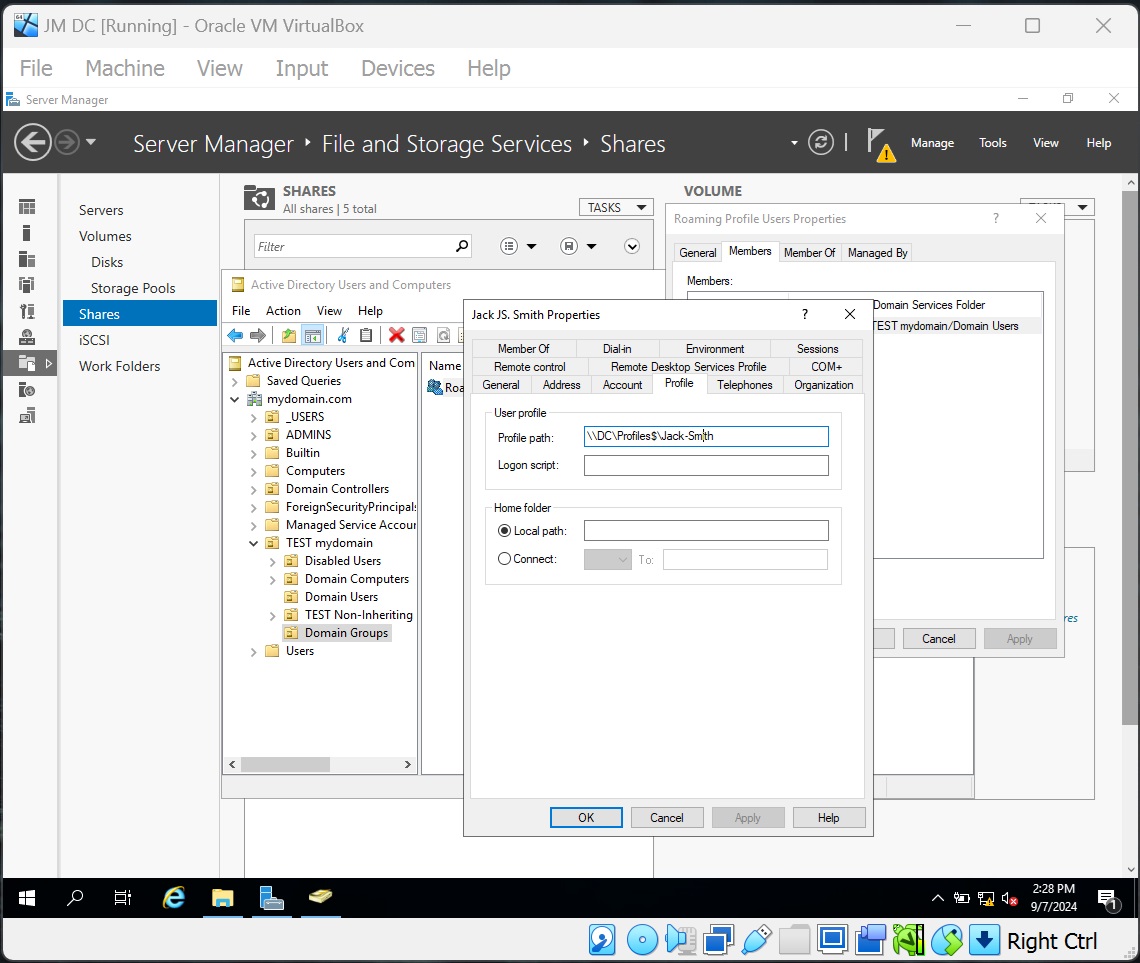 JM DC [Running] - Oracle VM VirtualBox
File Machine View Input Devices Help
Server Manager
Server Manager File and Storage Services Shares
Manage Tools View Help
Servers
Volumes
Disks
Storage Pools
Shares
iSCSI
Work Folders
SHARES
All shares | 5 total
TASKS
Filter
VOLUME
Roaming Profile Users Properties ?
General Members Member Of Managed By
Members:
Domain Services Folder
TEST mydomain/Domain Users
Cancel Apply
Active Directory Users and Computers
File Action View Help
Active Directory Users and Com
Saved Queries
mydomain.com
_USERS
ADMINS
Builtin
Computers
Domain Controllers
ForeignSecurityPrincipals
Managed Service Accour
TEST mydomain
Disabled Users
Domain Computers
Domain Users
TEST Non-Inheriting
Domain Groups
Users
Name
Roa
Jack JS. Smith Properties ?
Member Of Dial-in Environment Sessions
Remote control Remote Desktop Services Profile COM+
General Address Account Profile Telephones Organization
User profile
Profile path: \\DC\Profiles$\Jack-Smith
Logon script:
Home folder
Local path:
Connect: To:
OK Cancel Apply Help
2:28 PM
9/7/2024
1
Right Ctrl